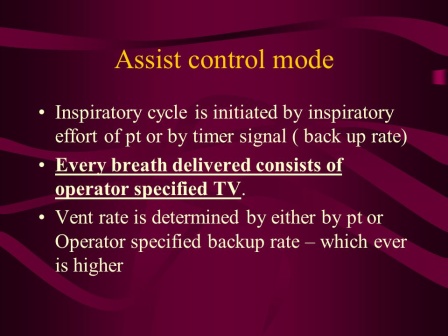 Assist control mode
• Inspiratory cycle is initiated by inspiratory
effort of pt or by timer signal ( back up rate)
• Every breath delivered consists of
operator specified TV.
• Vent rate is determined by either by pt or
Operator specified backup rate – which ever
is higher